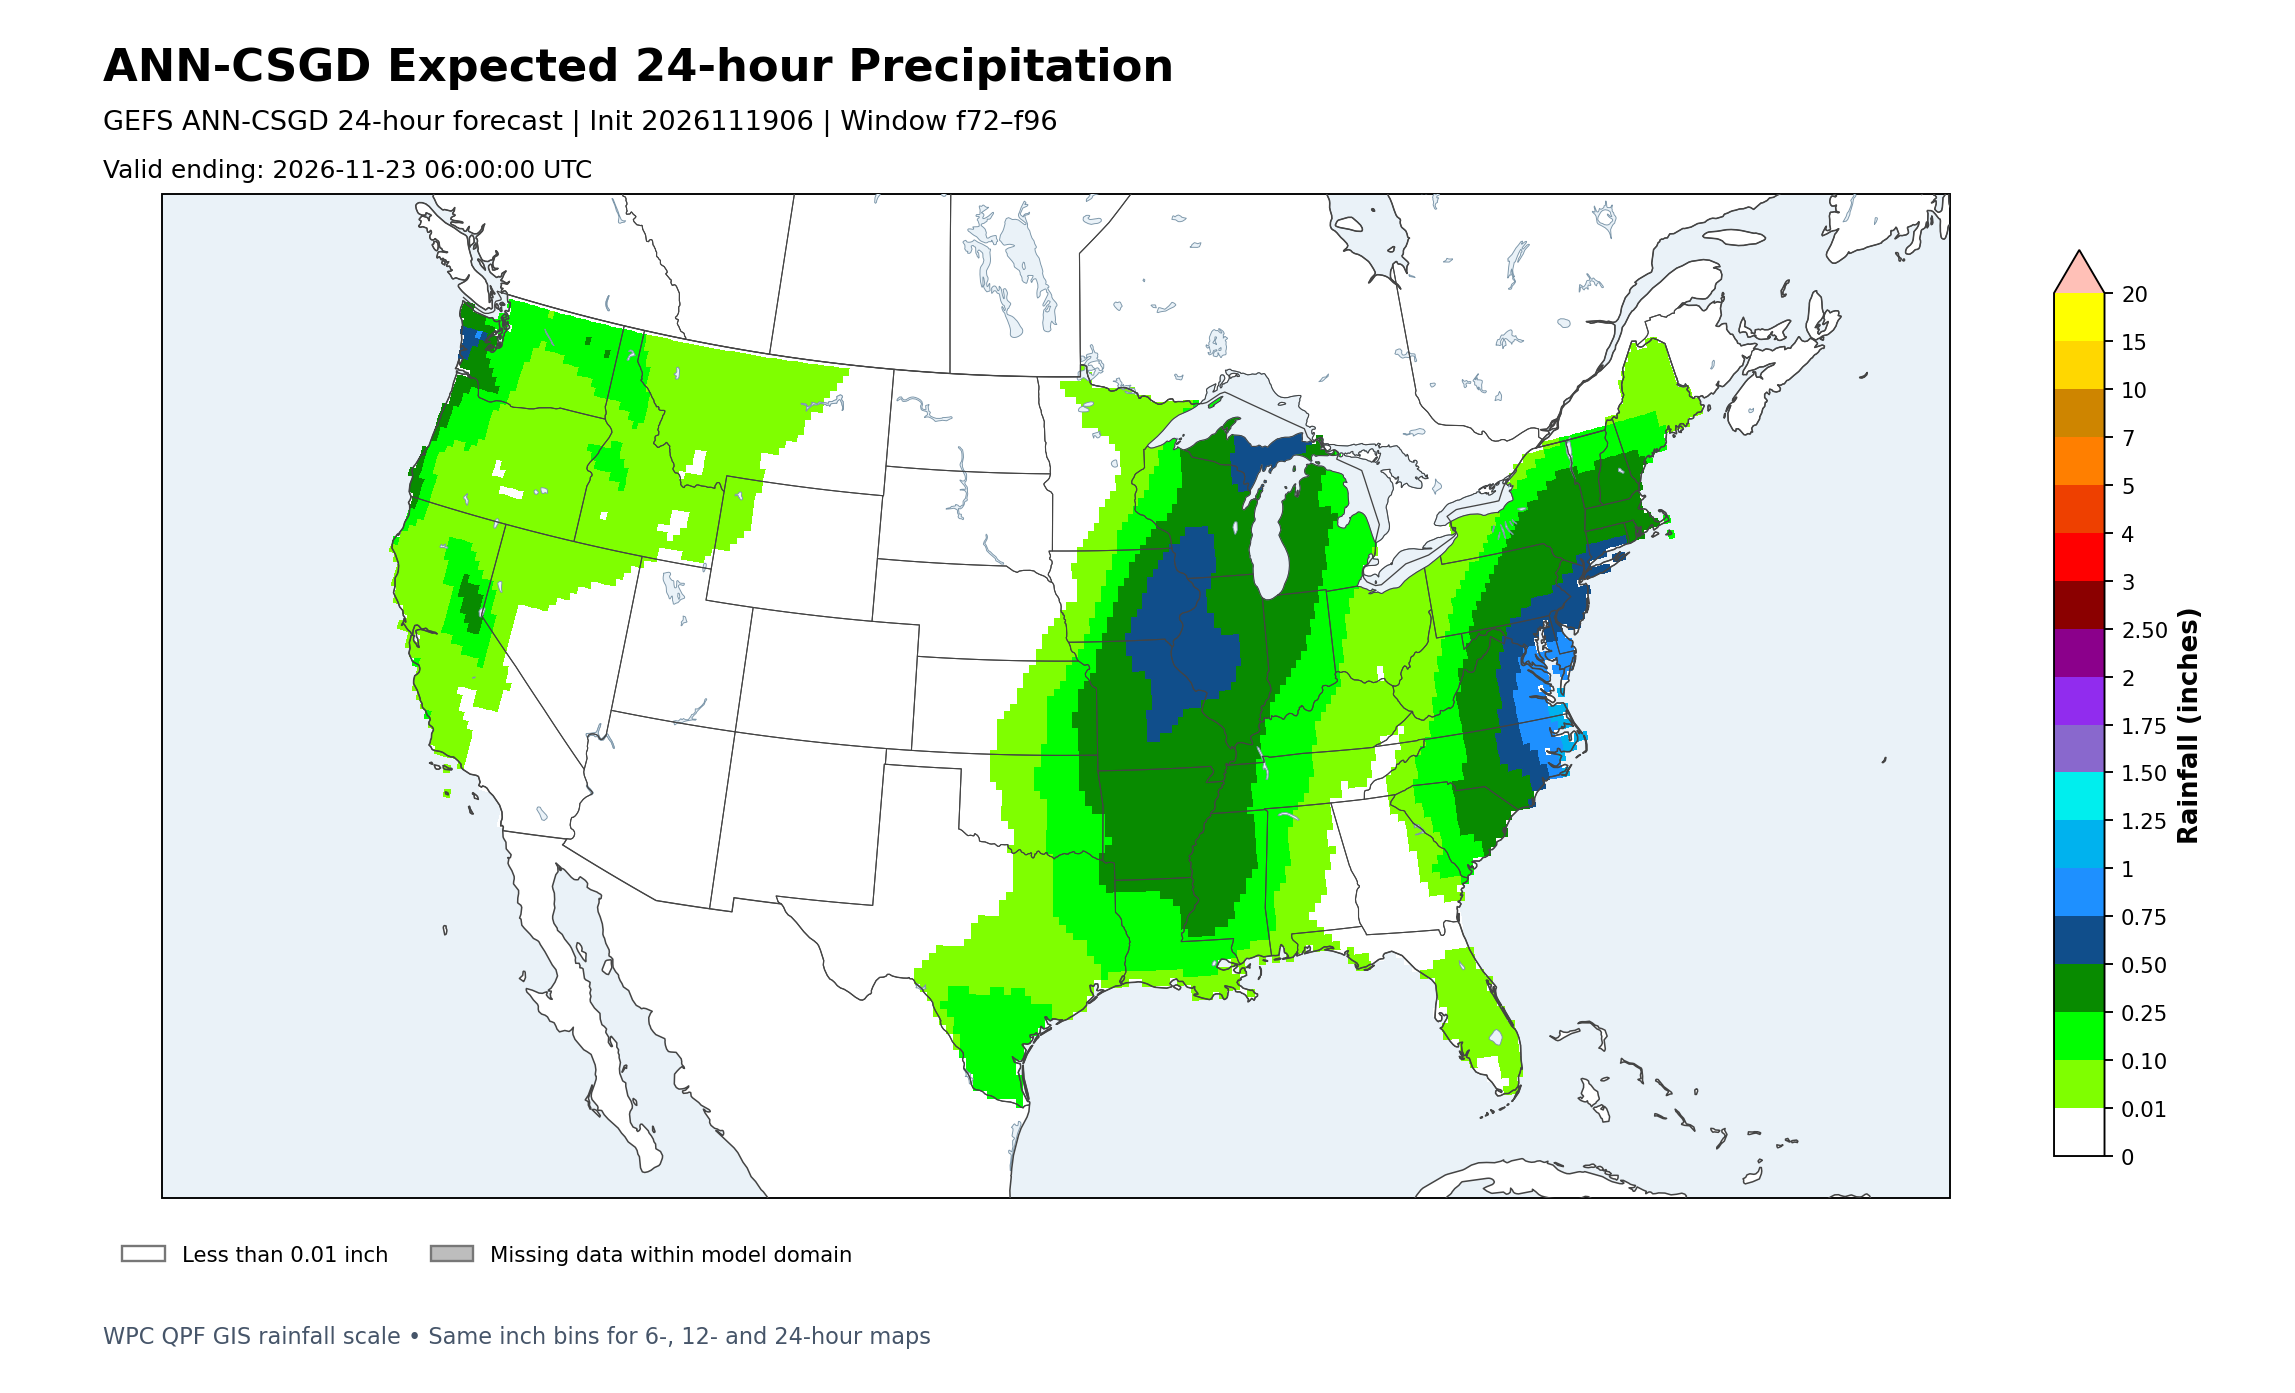 ANN-CSGD Expected 24-hour Precipitation
GEFS ANN-CSGD 24-hour forecast | Init 2026111906 | Window f72–f96
Valid ending: 2026-11-23 06:00:00 UTC
20
15
10
7
5
4
3
2.50
2
1.75
1.50
1.25
1
0.75
0.50
0.25
0.10
0.01
0
Rainfall (inches)
Less than 0.01 inch
Missing data within model domain
WPC QPF GIS rainfall scale • Same inch bins for 6-, 12- and 24-hour maps